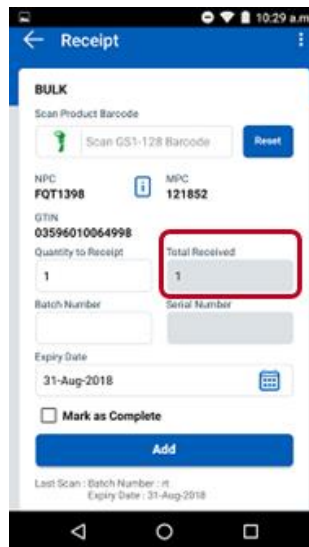 10:29 a.m
Receipt
BULK
Scan Product Barcode
Scan GS1-128 Barcode Reset
NPC MPC
FQT1398 i 121852
GTIN
03596010064998
Quantity to Receipt Total Received
1 1
Batch Number Serial Number
Expiry Date
31-Aug-2018
Mark as Complete
Add
Last Scan : Batch Number : rt
Expiry Date : 31-Aug-2018